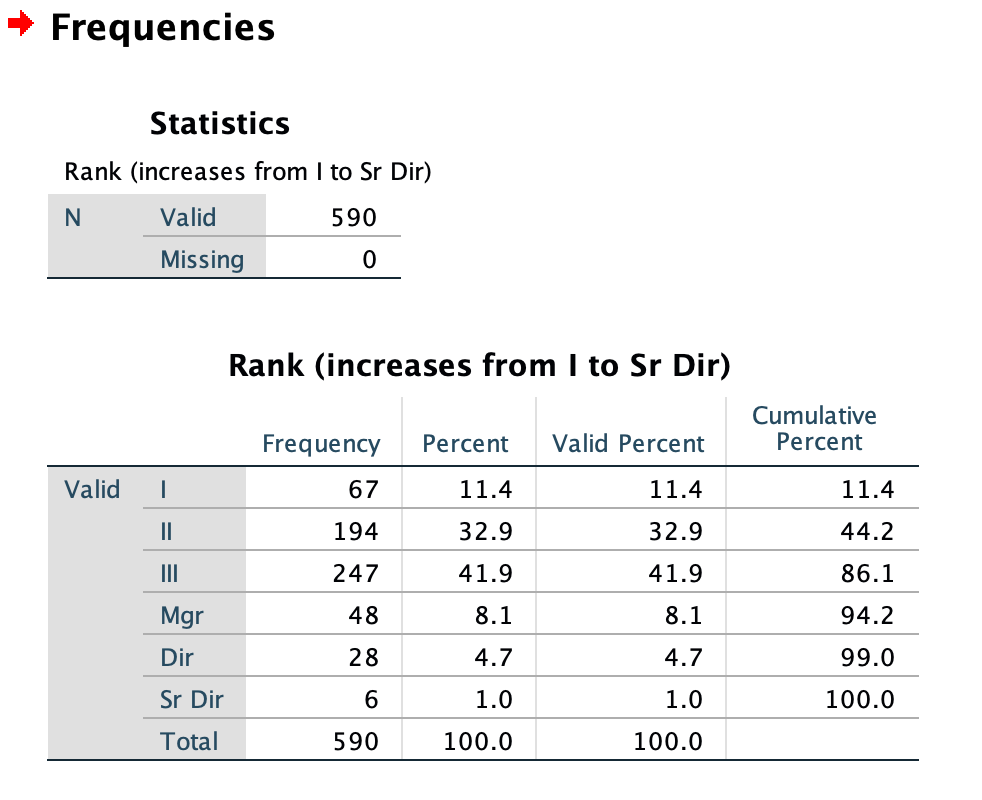 Frequencies
Statistics
Rank (increases from I to Sr Dir)
N Valid 590
Missing 0
Rank (increases from I to Sr Dir)
Frequency Percent Valid Percent Cumulative Percent
Valid I 67 11.4 11.4 11.4
II 194 32.9 32.9 44.2
III 247 41.9 41.9 86.1
Mgr 48 8.1 8.1 94.2
Dir 28 4.7 4.7 99.0
Sr Dir 6 1.0 1.0 100.0
Total 590 100.0 100.0